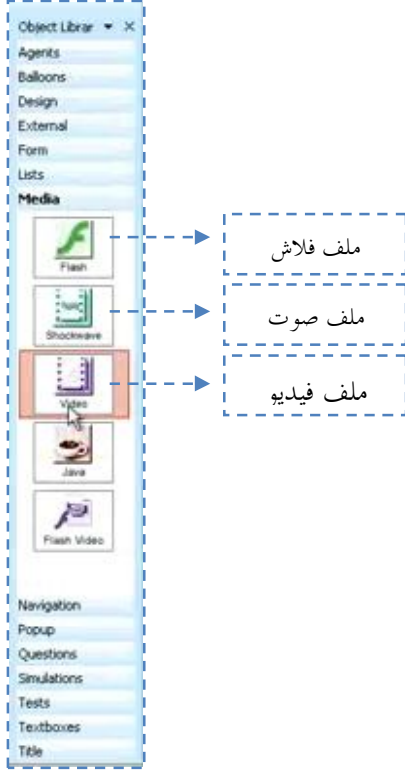 Object Librar
Agents
Balloons
Design
External
Form
Lists
Media
Flash
ملف فلاش
Shockwave
ملف صوت
Video
ملف فيديو
Java
Flash Video
Navigation
Popup
Questions
Simulations
Tests
Textboxes
Title